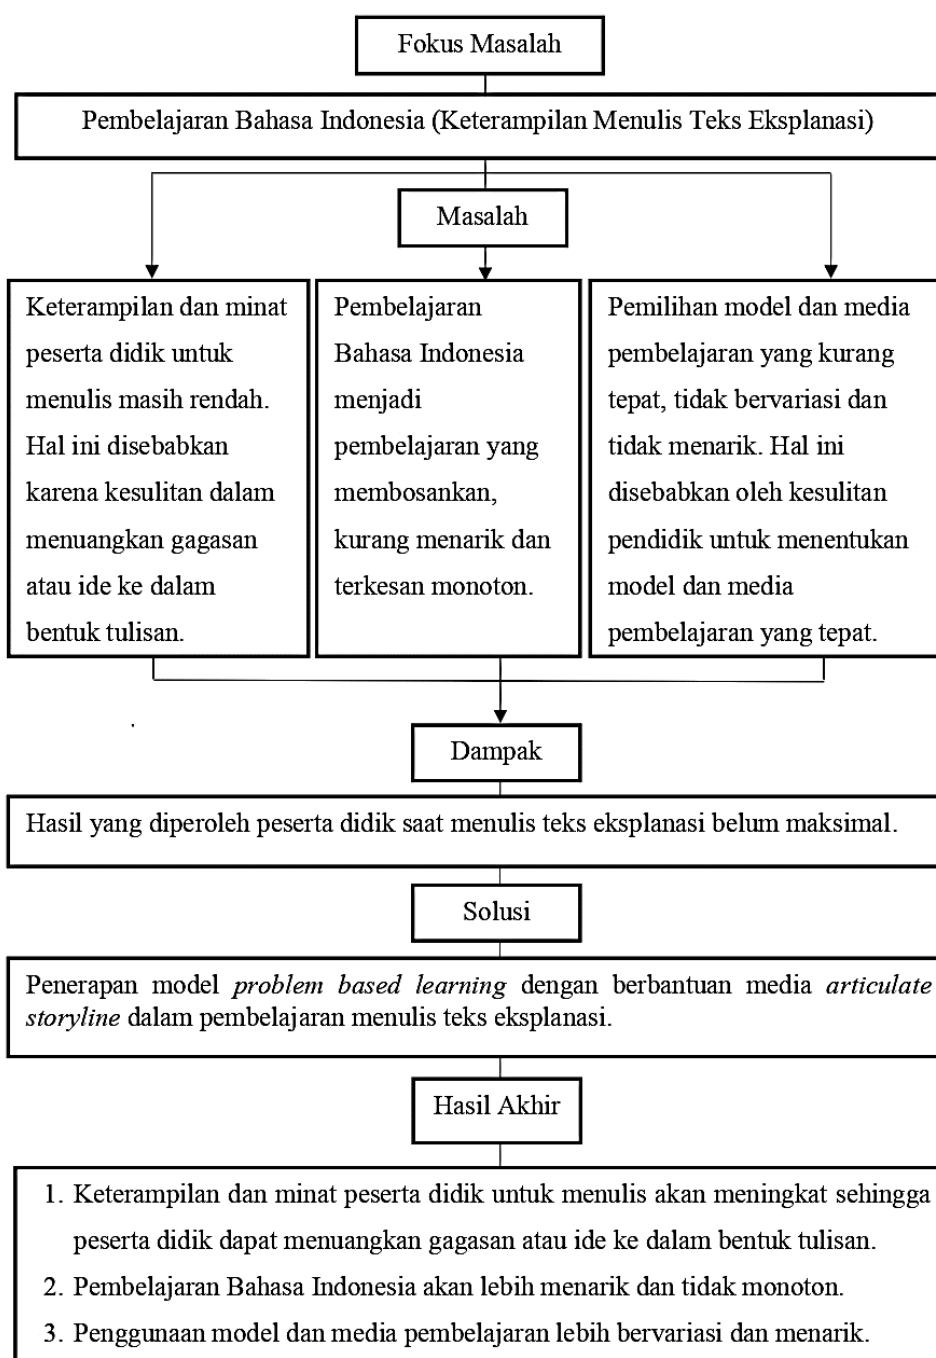 Fokus Masalah
Pembelajaran Bahasa Indonesia (Keterampilan Menulis Teks Eksplanasi)
Masalah
Keterampilan dan minat
peserta didik untuk
menulis masih rendah.
Hal ini disebabkan
karena kesulitan dalam
menuangkan gagasan
atau ide ke dalam
bentuk tulisan.
Pembelajaran
Bahasa Indonesia
menjadi
pembelajaran yang
membosankan,
kurang menarik dan
terkesan monoton.
Pemilihan model dan media
pembelajaran yang kurang
tepat, tidak bervariasi dan
tidak menarik. Hal ini
disebabkan oleh kesulitan
pendidik untuk menentukan
model dan media
pembelajaran yang tepat.
Dampak
Hasil yang diperoleh peserta didik saat menulis teks eksplanasi belum maksimal.
Solusi
Penerapan model problem based learning dengan berbantuan media articulate
storyline dalam pembelajaran menulis teks eksplanasi.
Hasil Akhir
1. Keterampilan dan minat peserta didik untuk menulis akan meningkat sehingga
peserta didik dapat menuangkan gagasan atau ide ke dalam bentuk tulisan.
2. Pembelajaran Bahasa Indonesia akan lebih menarik dan tidak monoton.
3. Penggunaan model dan media pembelajaran lebih bervariasi dan menarik.